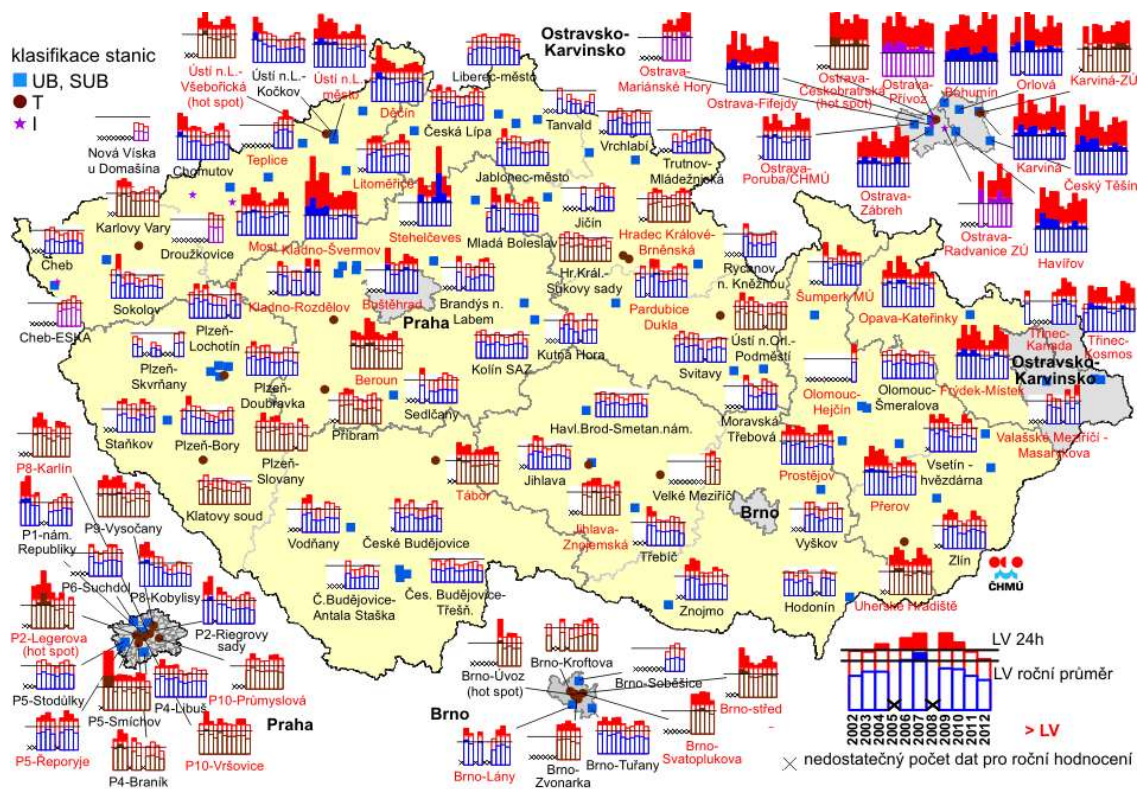 klasifikace stanic
UB, SUB
T
I
Ústí n.L.-
Všebořická
(hot spot)
Ústí n.L.-
Kočkov
Ústí n.L.-
město
Děčín
Liberec-město
Česká Lípa
Tanvald
Vrchlabí
Trutnov-
Mládežnická
Nová Víska
u Domašína
Chomutov
Teplice
Litoměřice
Jablonec-město
Jičín
Hradec Králové-
Brněnská
Karlovy Vary
Droužkovice
Most
Kladno-Švermov
Stehelčeves
Mladá Boleslav
Hr.Král.-
Sukovy sady
Rychnov
n. Kněžnou
Cheb
Sokolov
Kladno-Rozdělov
Buštěhrad
Brandýs n.
Labem
Pardubice
Dukla
Šumperk MÚ
Opava-Kateřinky
Cheb-ESKA
Plzeň-
Lochotín
Praha
Kutná Hora
Ústí n.Orl.-
Podměstí
Plzeň-
Skvrňany
Plzeň-
Doubravka
Beroun
Kolín SAZ
Svitavy
Olomouc-
Hejčín
Olomouc-
Šmeralova
Frýdek-Místek
Staňkov
Plzeň-Bory
Příbram
Sedlčany
Havl.Brod-Smetan.nám.
Moravská
Třebová
Plzeň-
Slovany
Klatovy soud
Tábor
Jihlava
Velké Meziříčí
Prostějov
Přerov
Vsetín -
hvězdárna
Valašské Meziříčí -
Masarykova
Vodňany
České Budějovice
Jihlava-
Znojemská
Třebíč
Brno
Vyškov
Zlín
Č.Budějovice-
Antala Staška
Čes. Budějovice-
Třešň.
Znojmo
Hodonín
Uherské Hradiště
ČHMÚ
Ostravsko-
Karvinsko
Ostrava-
Mariánské Hory
Ostrava-Fifejdy
Ostrava-
Českobratrská
(hot spot)
Ostrava-
Přívoz
Bohumín
Orlová
Karviná-ZÚ
Ostrava-
Poruba/CHMÚ
Ostrava-
Zábřeh
Karviná
Český Těšín
Ostrava-
Radvanice ZÚ
Havířov
Třinec-
Kanada
Třinec-
Kosmos
Ostravsko-
Karvinsko
P8-Karlín
P9-Vysočany
P1-nám.
Republiky
P6-Suchdol
P8-Kobylisy
P2-Legerova
(hot spot)
P2-Riegrovy
sady
P5-Stodůlky
P5-Smíchov
P4-Libuš
P10-Průmyslová
P5-Řeporyje
P4-Braník
P10-Vršovice
Praha
Brno
Brno-Úvoz
(hot spot)
Brno-Kroftova
Brno-Soběšice
Brno-střed
Brno-Lány
Brno-
Zvonarka
Brno-Tuřany
Brno-
Svatoplukova
LV 24h
LV roční průměr
2002
2003
2004
2005
2006
2007
2008
2009
2010
2011
2012
> LV
nedostatečný počet dat pro roční hodnocení